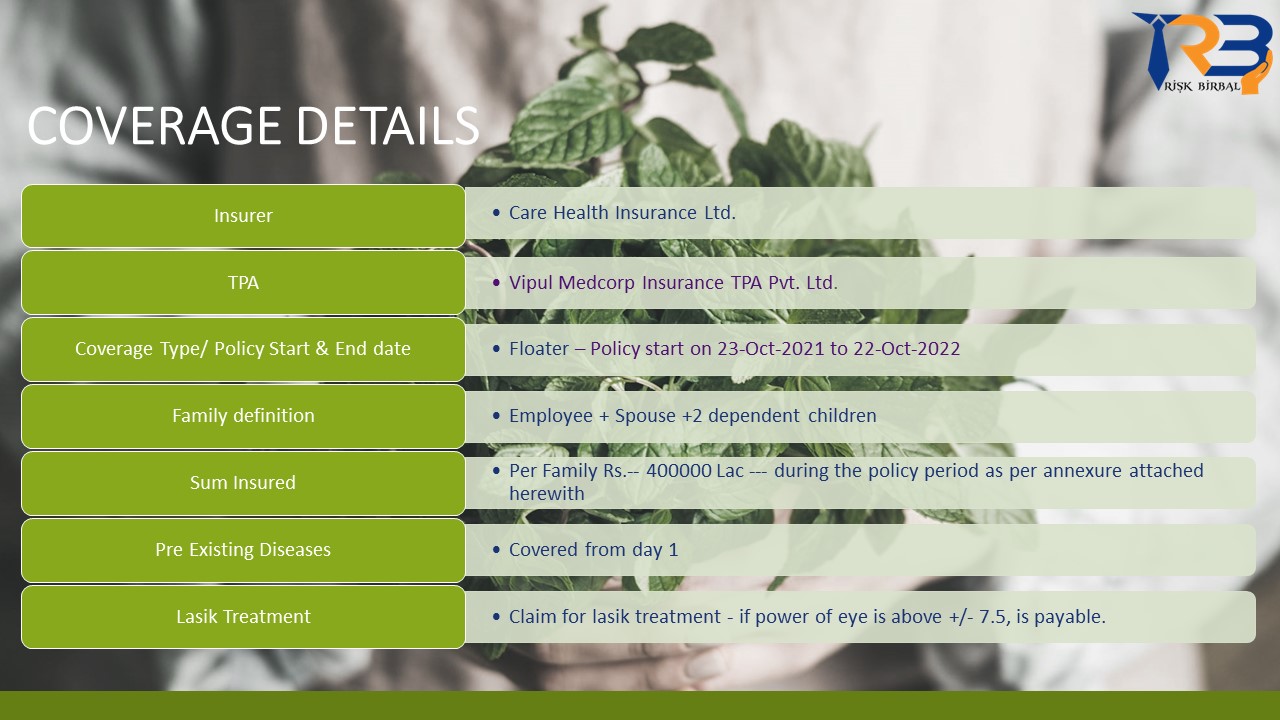 RB
RİŞK BİRBAL
COVERAGE DETAILS
Insurer
• Care Health Insurance Ltd.
TPA
• Vipul Medcorp Insurance TPA Pvt. Ltd.
Coverage Type/ Policy Start & End date
• Floater – Policy start on 23-Oct-2021 to 22-Oct-2022
Family definition
• Employee + Spouse +2 dependent children
Sum Insured
• Per Family Rs.-- 400000 Lac --- during the policy period as per annexure attached
herewith
Pre Existing Diseases
• Covered from day 1
Lasik Treatment
• Claim for lasik treatment - if power of eye is above +/- 7.5, is payable.